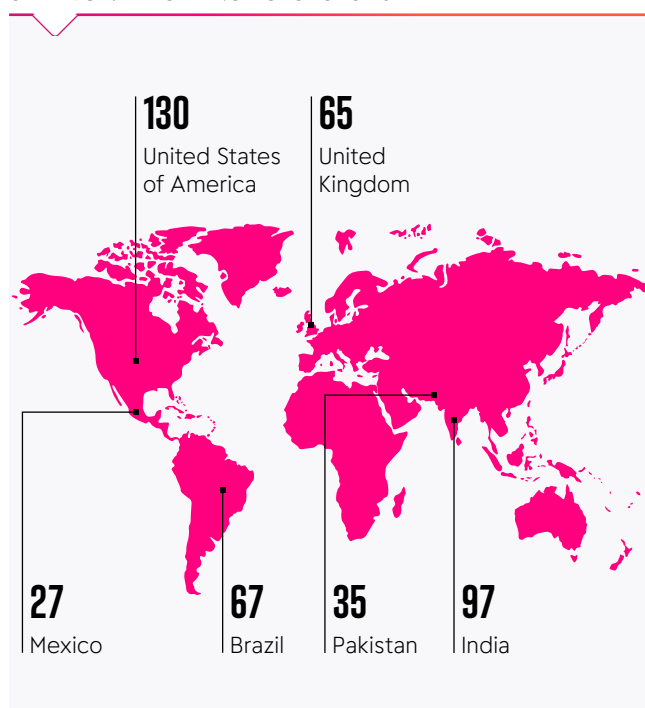 130
United States
of America
65
United
Kingdom
27
Mexico
67
Brazil
35
Pakistan
97
India